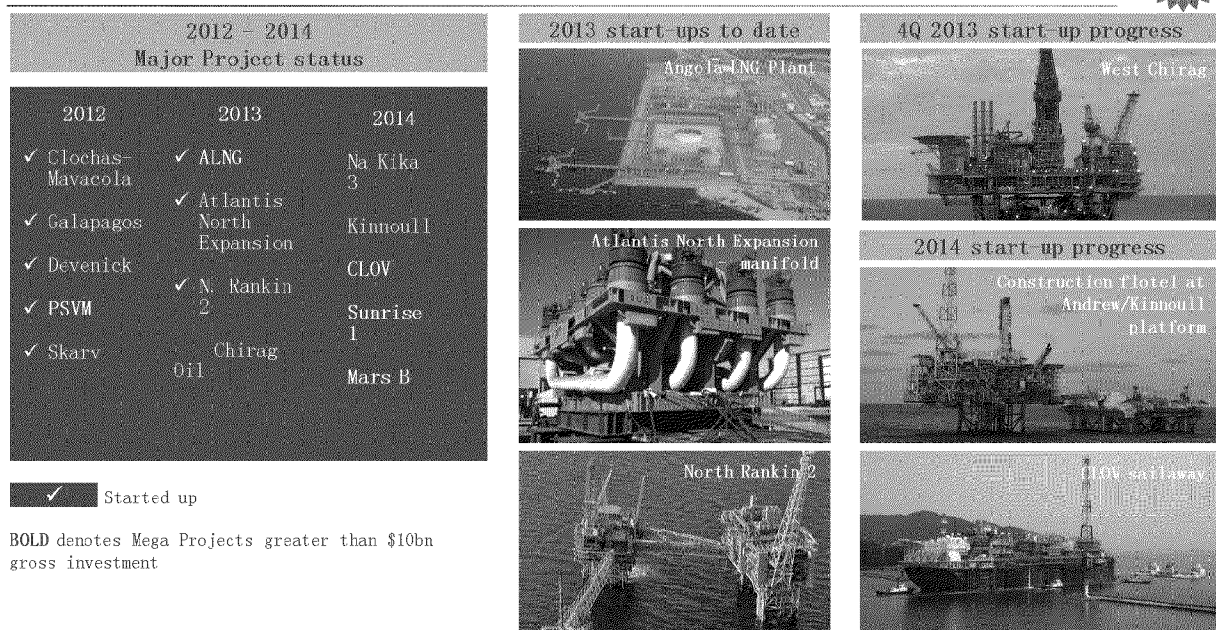 2012 – 2014
Major Project status
2012
✓ Clochas-
Mavacola
✓ Galapagos
✓ Devenick
✓ PSVM
✓ Skarv
2013
✓ ALNG
✓ Atlantis
North
Expansion
✓ N. Rankin
2
Chirag
Oil
2014
Na Kika
3
Kinnoull
CLOV
Sunrise
1
Mars B
✓ Started up
BOLD denotes Mega Projects greater than $10bn
gross investment
2013 start-ups to date
Angola LNG Plant
Atlantis North Expansion
- manifold
North Rankin 2
4Q 2013 start-up progress
West Chirag
2014 start-up progress
Construction flotel at
Andrew/Kinnoull
platform
CLOV sailaway